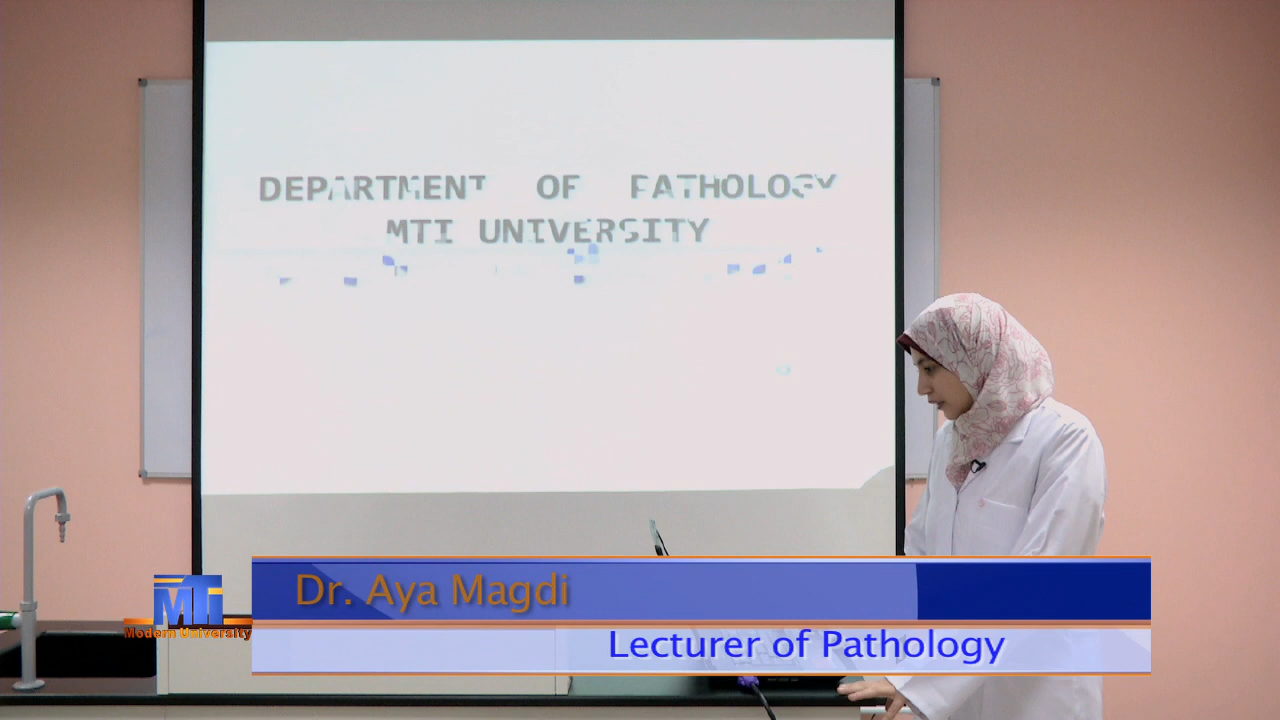 DEPARTMENT OF PATHOLOGY
MTI UNIVERSITY
Dr. Aya Magdi
MTi
Modern University
Lecturer of Pathology